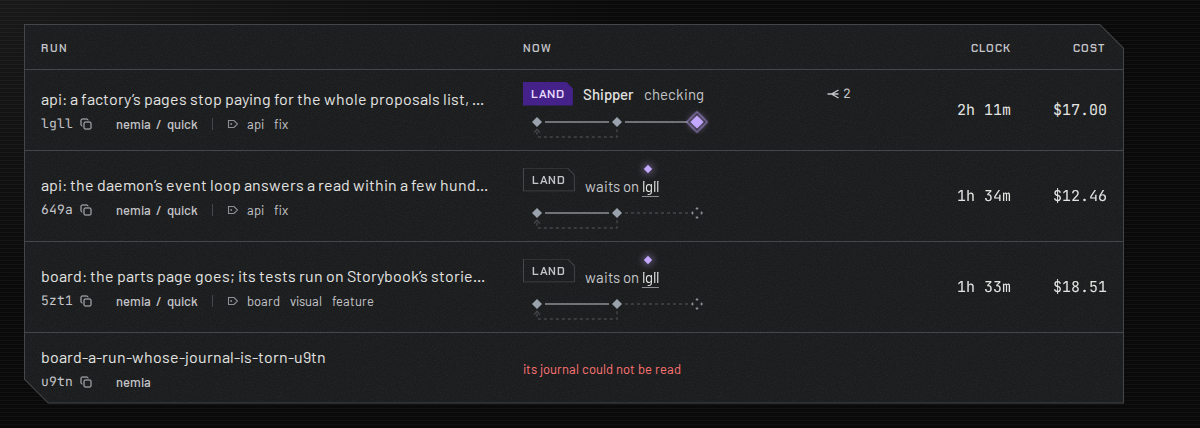 RUN NOW CLOCK COST
api: a factory's pages stop paying for the whole proposals list, ...
LAND Shipper checking 2 2h 11m $17.00
lgll nemia / quick api fix
api: the daemon's event loop answers a read within a few hund...
LAND waits on lgll 1h 34m $12.46
649a nemia / quick api fix
board: the parts page goes; its tests run on Storybook's storie...
LAND waits on lgll 1h 33m $18.51
5zt1 nemia / quick board visual feature
board-a-run-whose-journal-is-torn-u9tn
its journal could not be read
u9tn nemia